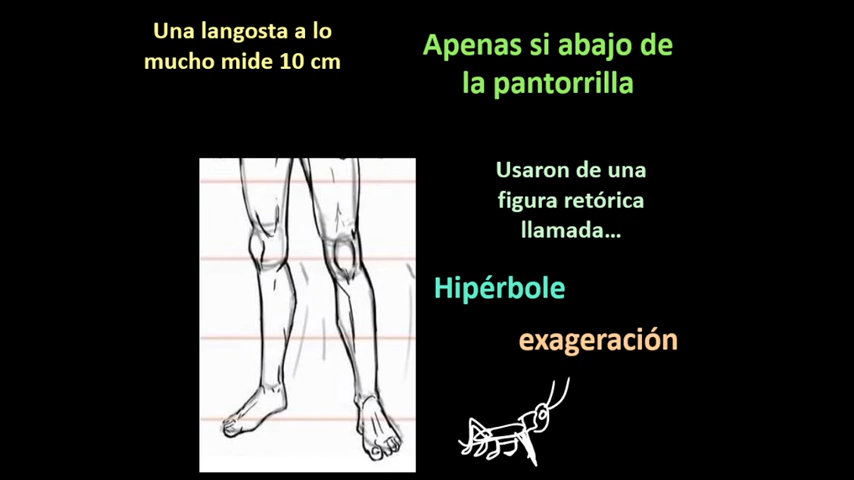 Una langosta a lo
mucho mide 10 cm
Apenas si abajo de
la pantorrilla
Usaron de una
figura retórica
llamada...
Hipérbole
exageración